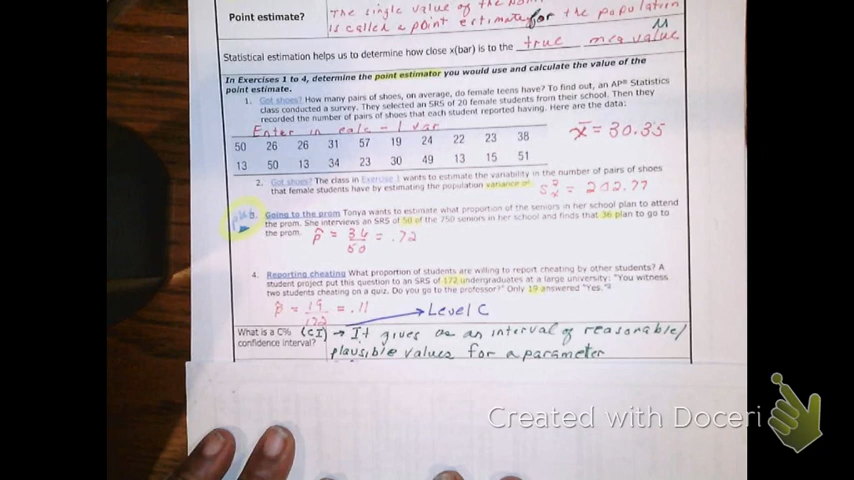 The single value of the
Point estimate?
is called a point estimate for the population
μ
Statistical estimation helps us to determine how close x(bar) is to the true mean value
In Exercises 1 to 4, determine the point estimator you would use and calculate the value of the
point estimate.
1. Got shoes? How many pairs of shoes, on average, do female teens have? To find out, an AP® Statistics
class conducted a survey. They selected an SRS of 20 female students from their school. Then they
recorded the number of pairs of shoes that each student reported having. Here are the data:
Enter in calc - 1 var
x̄ = 30.35
50 26 26 31 57 19 24 22 23 38
13 50 13 34 23 30 49 13 15 51
2. Got shoes? The class in Exercise 1 wants to estimate the variability in the number of pairs of shoes
that female students have by estimating the population variance
3. Going to the prom Tonya wants to estimate what proportion of the seniors in her school plan to attend
the prom. She interviews an SRS of 50 of the 750 seniors in her school and finds that 36 plan to go to
the prom. p̂ = 36/50 = .72
4. Reporting cheating What proportion of students are willing to report cheating by other students? A
student project put this question to an SRS of 172 undergraduates at a large university: "You witness
two students cheating on a quiz. Do you go to the professor?" Only 19 answered "Yes."
p̂ = 19/172 = .11 → Level C
What is a C% (CI) → It gives us an interval of reasonable/
confidence interval? plausible values for a parameter
Created with Doceri